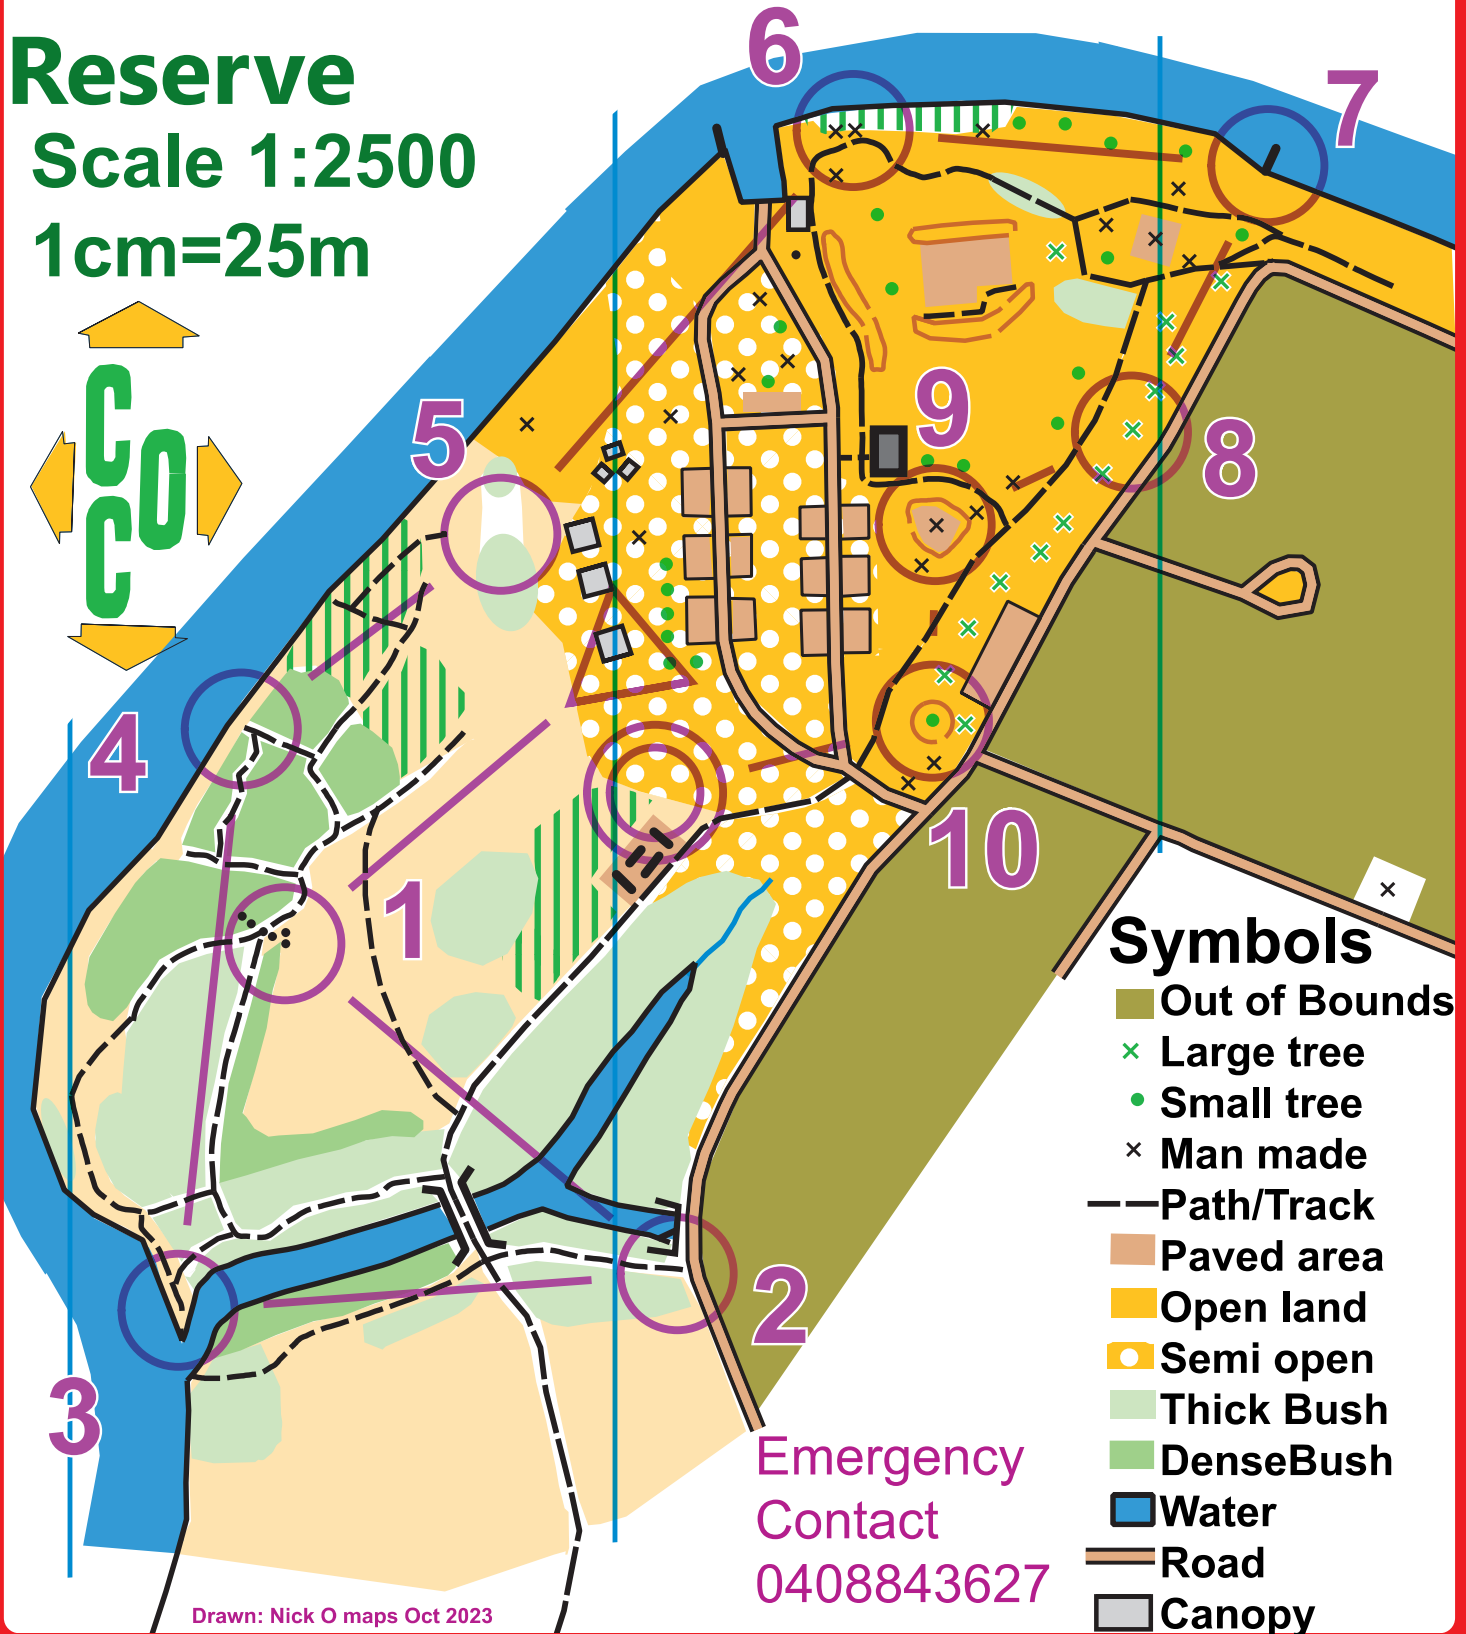 Reserve
Scale 1:2500
1cm=25m
C
O
C
6
7
5
9
8
4
10
1
2
3
Symbols
Out of Bounds
Large tree
Small tree
Man made
Path/Track
Paved area
Open land
Semi open
Thick Bush
DenseBush
Water
Road
Canopy
Emergency
Contact
0408843627
Drawn: Nick O maps Oct 2023